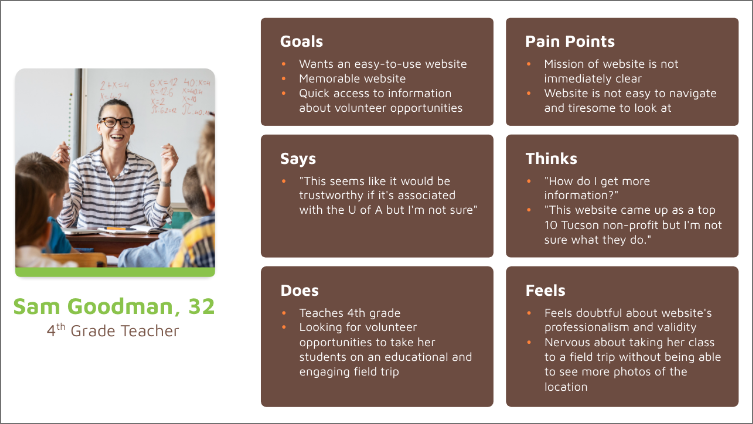 Goals
• Wants an easy-to-use website
• Memorable website
• Quick access to information
about volunteer opportunities
Pain Points
• Mission of website is not
immediately clear
• Website is not easy to navigate
and tiresome to look at
Says
• "This seems like it would be
trustworthy if it's associated
with the U of A but I'm not sure"
Thinks
• "How do I get more
information?"
• "This website came up as a top
10 Tucson non-profit but I'm not
sure what they do."
Sam Goodman, 32
4th Grade Teacher
Does
• Teaches 4th grade
• Looking for volunteer
opportunities to take her
students on an educational and
engaging field trip
Feels
• Feels doubtful about website's
professionalism and validity
• Nervous about taking her class
to a field trip without being able
to see more photos of the
location